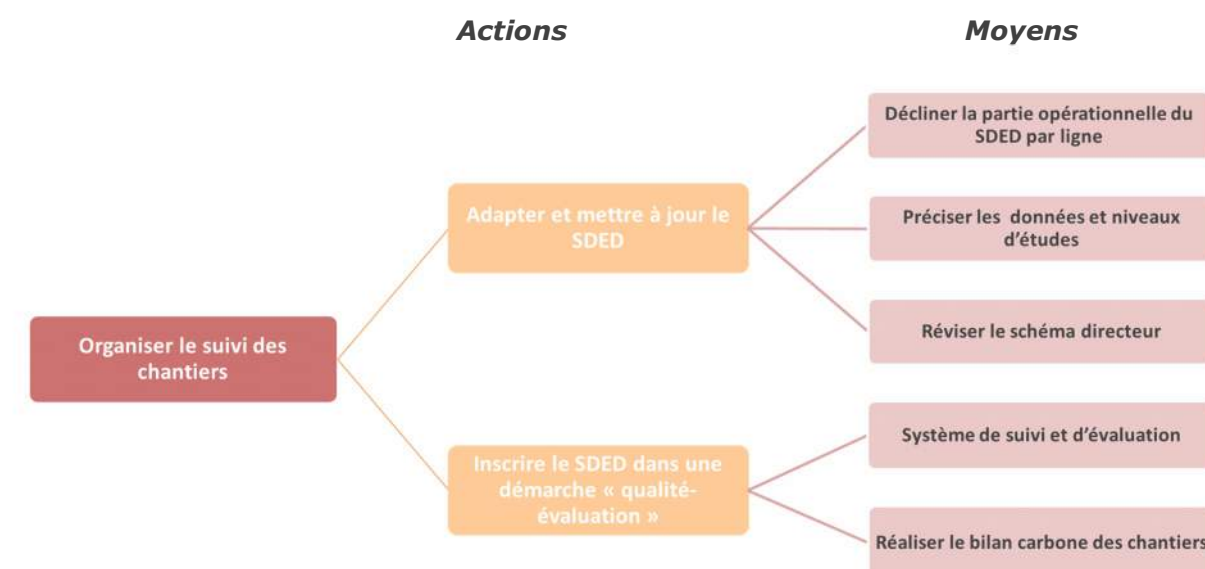 Actions
Moyens
Organiser le suivi des
chantiers
Adapter et mettre à jour le
SDED
Décliner la partie opérationnelle du
SDED par ligne
Préciser les données et niveaux
d'études
Réviser le schéma directeur
Inscrire le SDED dans une
démarche « qualité-
évaluation »
Système de suivi et d'évaluation
Réaliser le bilan carbone des chantiers